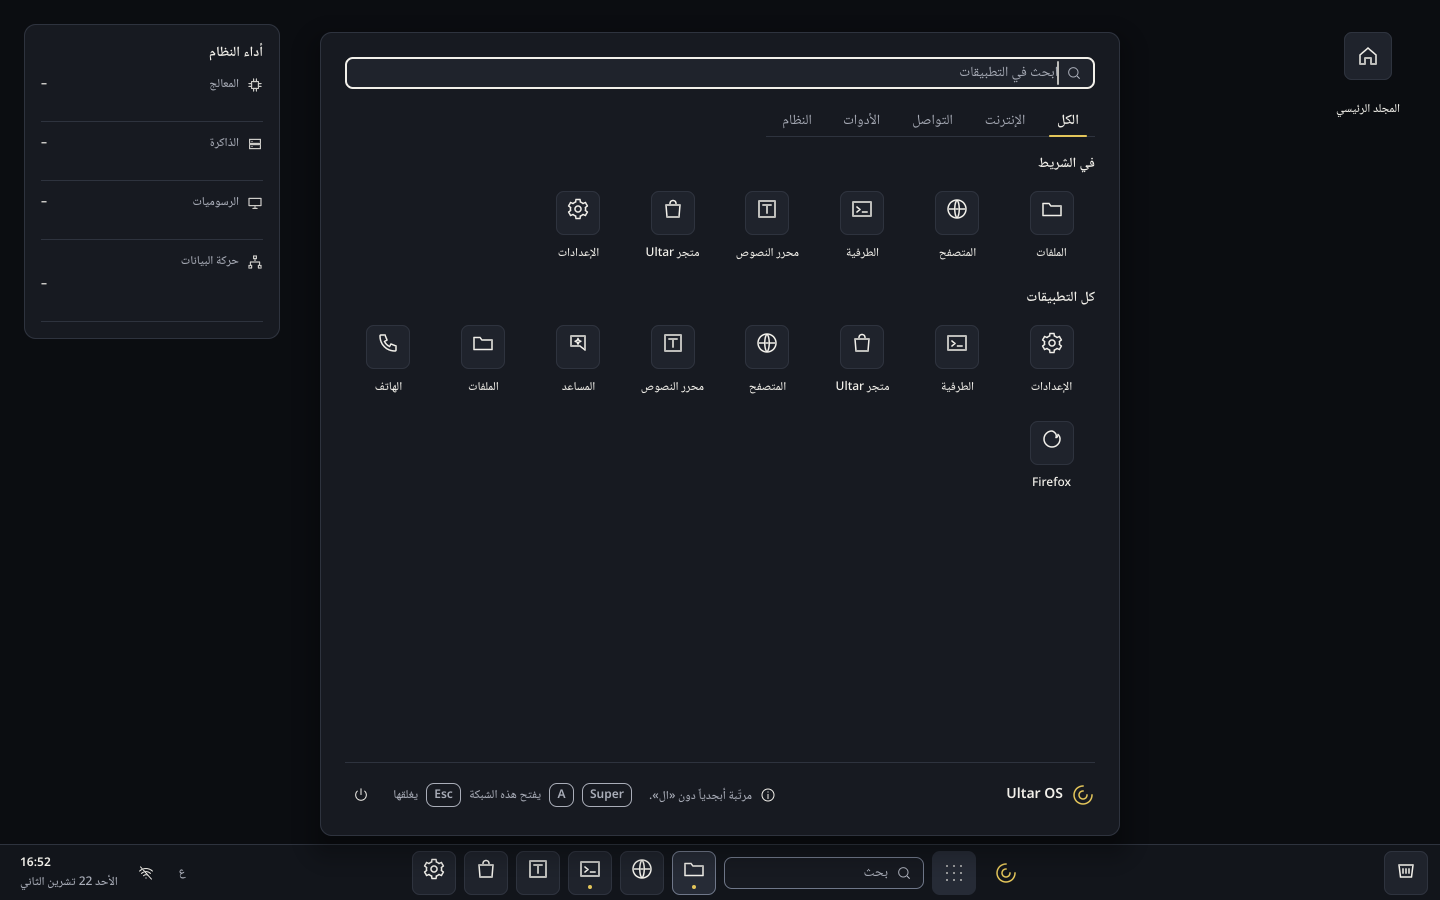 المجلد الرئيسي
ابحث في التطبيقات
الكل
الإنترنت
التواصل
الأدوات
النظام
في الشريط
الملفات
المتصفح
الطرفية
محرر النصوص
متجر Ultar
الإعدادات
كل التطبيقات
الإعدادات
الطرفية
متجر Ultar
المتصفح
محرر النصوص
المساعد
الملفات
الهاتف
Firefox
Ultar OS
مرتّبة أبجدياً دون «ال».
Super A يفتح هذه الشبكة Esc يغلقها
أداء النظام
المعالج –
الذاكرة –
الرسوميات –
حركة البيانات
–
بحث
ع
16:52
الأحد 22 تشرين الثاني